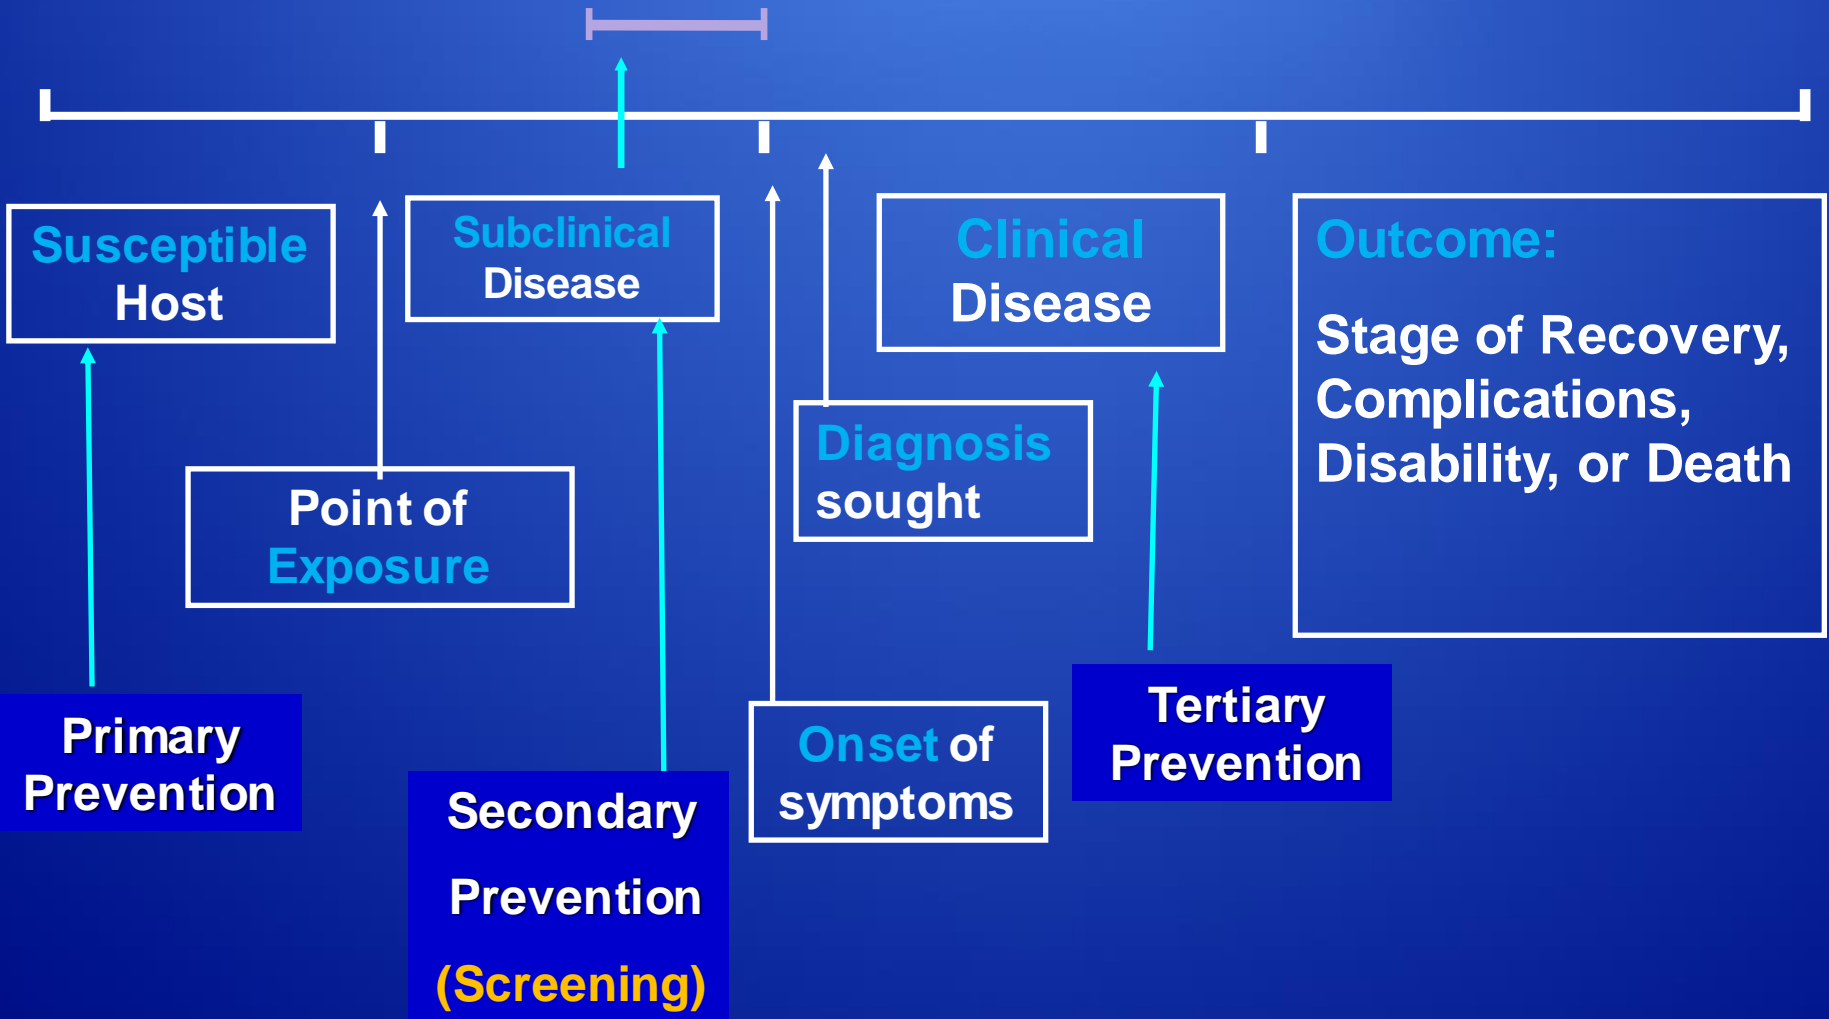 Susceptible
Host
Subclinical
Disease
Clinical
Disease
Outcome:
Stage of Recovery,
Complications,
Disability, or Death
Point of
Exposure
Diagnosis
sought
Primary
Prevention
Secondary
Prevention
(Screening)
Onset of
symptoms
Tertiary
Prevention